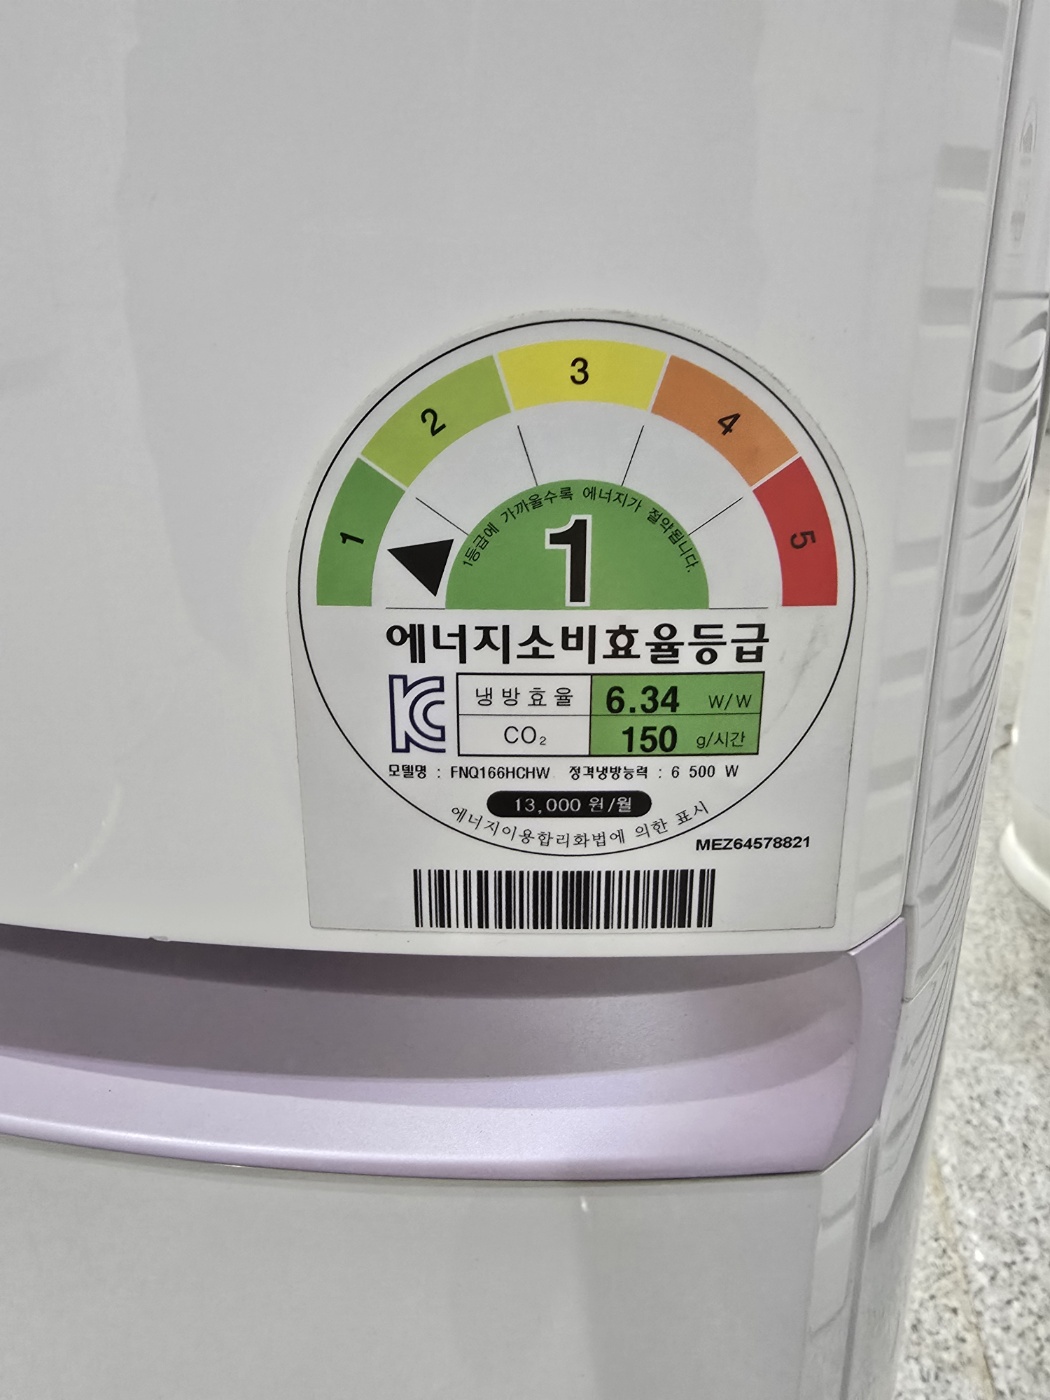 1
2
3
4
5
1등급에 가까울수록 에너지가 절약됩니다.
1
에너지소비효율등급
냉방효율 6.34 W/W
CO₂ 150 g/시간
모델명 : FNQ166HCHW 정격냉방능력 : 6 500 W
13,000 원/월
에너지이용합리화법에 의한 표시
MEZ64578821